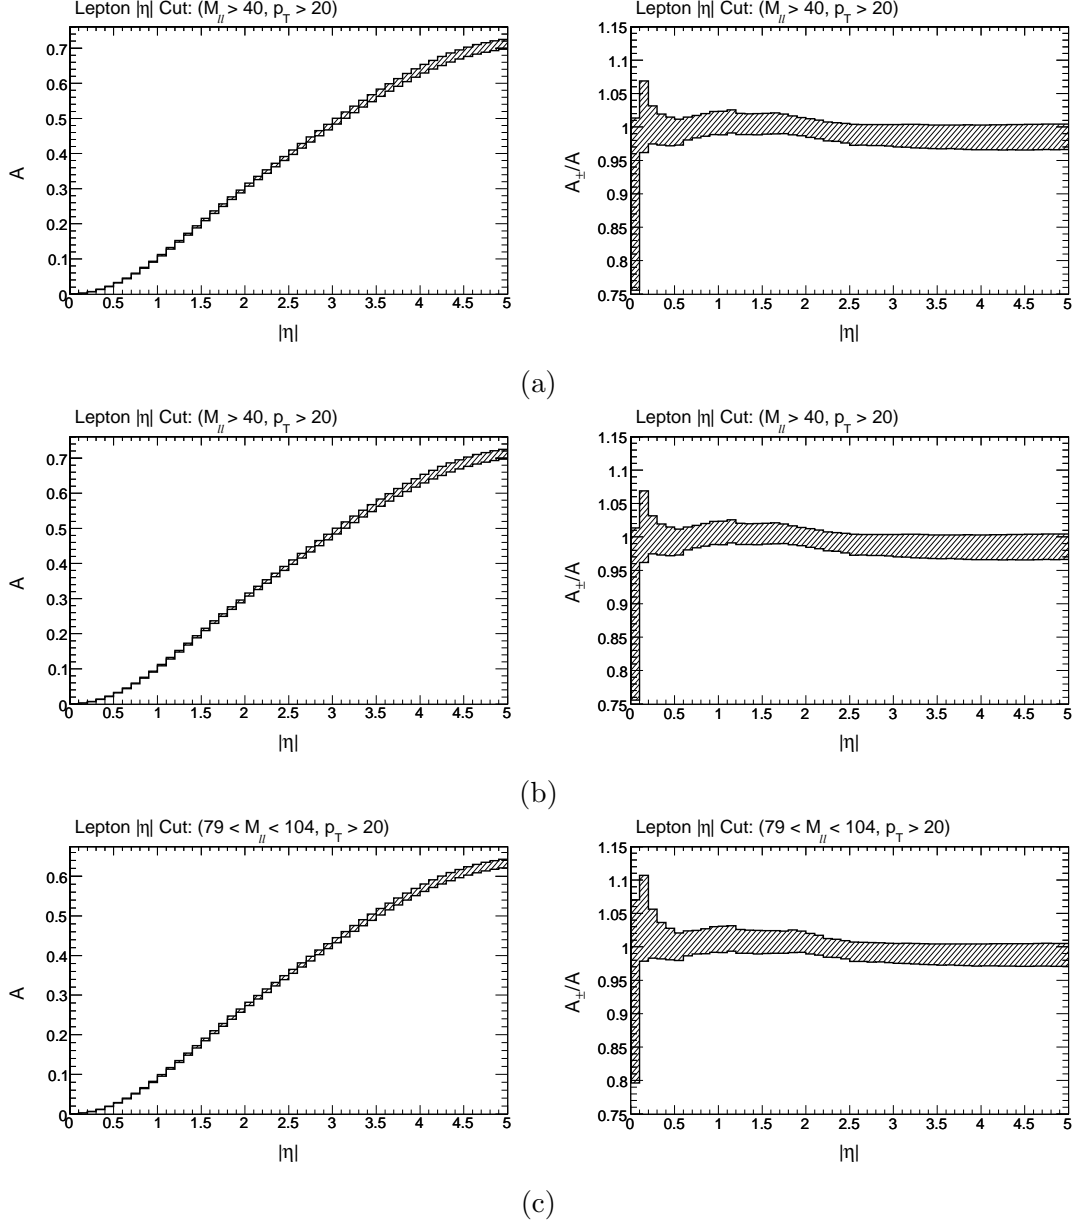 Lepton |η| Cut: (M_ll > 40, p_T > 20)
A
0.7
0.6
0.5
0.4
0.3
0.2
0.1
0
0 0.5 1 1.5 2 2.5 3 3.5 4 4.5 5
|η|
Lepton |η| Cut: (M_ll > 40, p_T > 20)
A_±/A
1.15
1.1
1.05
1
0.95
0.9
0.85
0.8
0.75
0 0.5 1 1.5 2 2.5 3 3.5 4 4.5 5
|η|
(a)
Lepton |η| Cut: (M_ll > 40, p_T > 20)
A
0.7
0.6
0.5
0.4
0.3
0.2
0.1
0
0 0.5 1 1.5 2 2.5 3 3.5 4 4.5 5
|η|
Lepton |η| Cut: (M_ll > 40, p_T > 20)
A_±/A
1.15
1.1
1.05
1
0.95
0.9
0.85
0.8
0.75
0 0.5 1 1.5 2 2.5 3 3.5 4 4.5 5
|η|
(b)
Lepton |η| Cut: (79 < M_ll < 104, p_T > 20)
A
0.6
0.5
0.4
0.3
0.2
0.1
0
0 0.5 1 1.5 2 2.5 3 3.5 4 4.5 5
|η|
Lepton |η| Cut: (79 < M_ll < 104, p_T > 20)
A_±/A
1.15
1.1
1.05
1
0.95
0.9
0.85
0.8
0.75
0 0.5 1 1.5 2 2.5 3 3.5 4 4.5 5
|η|
(c)